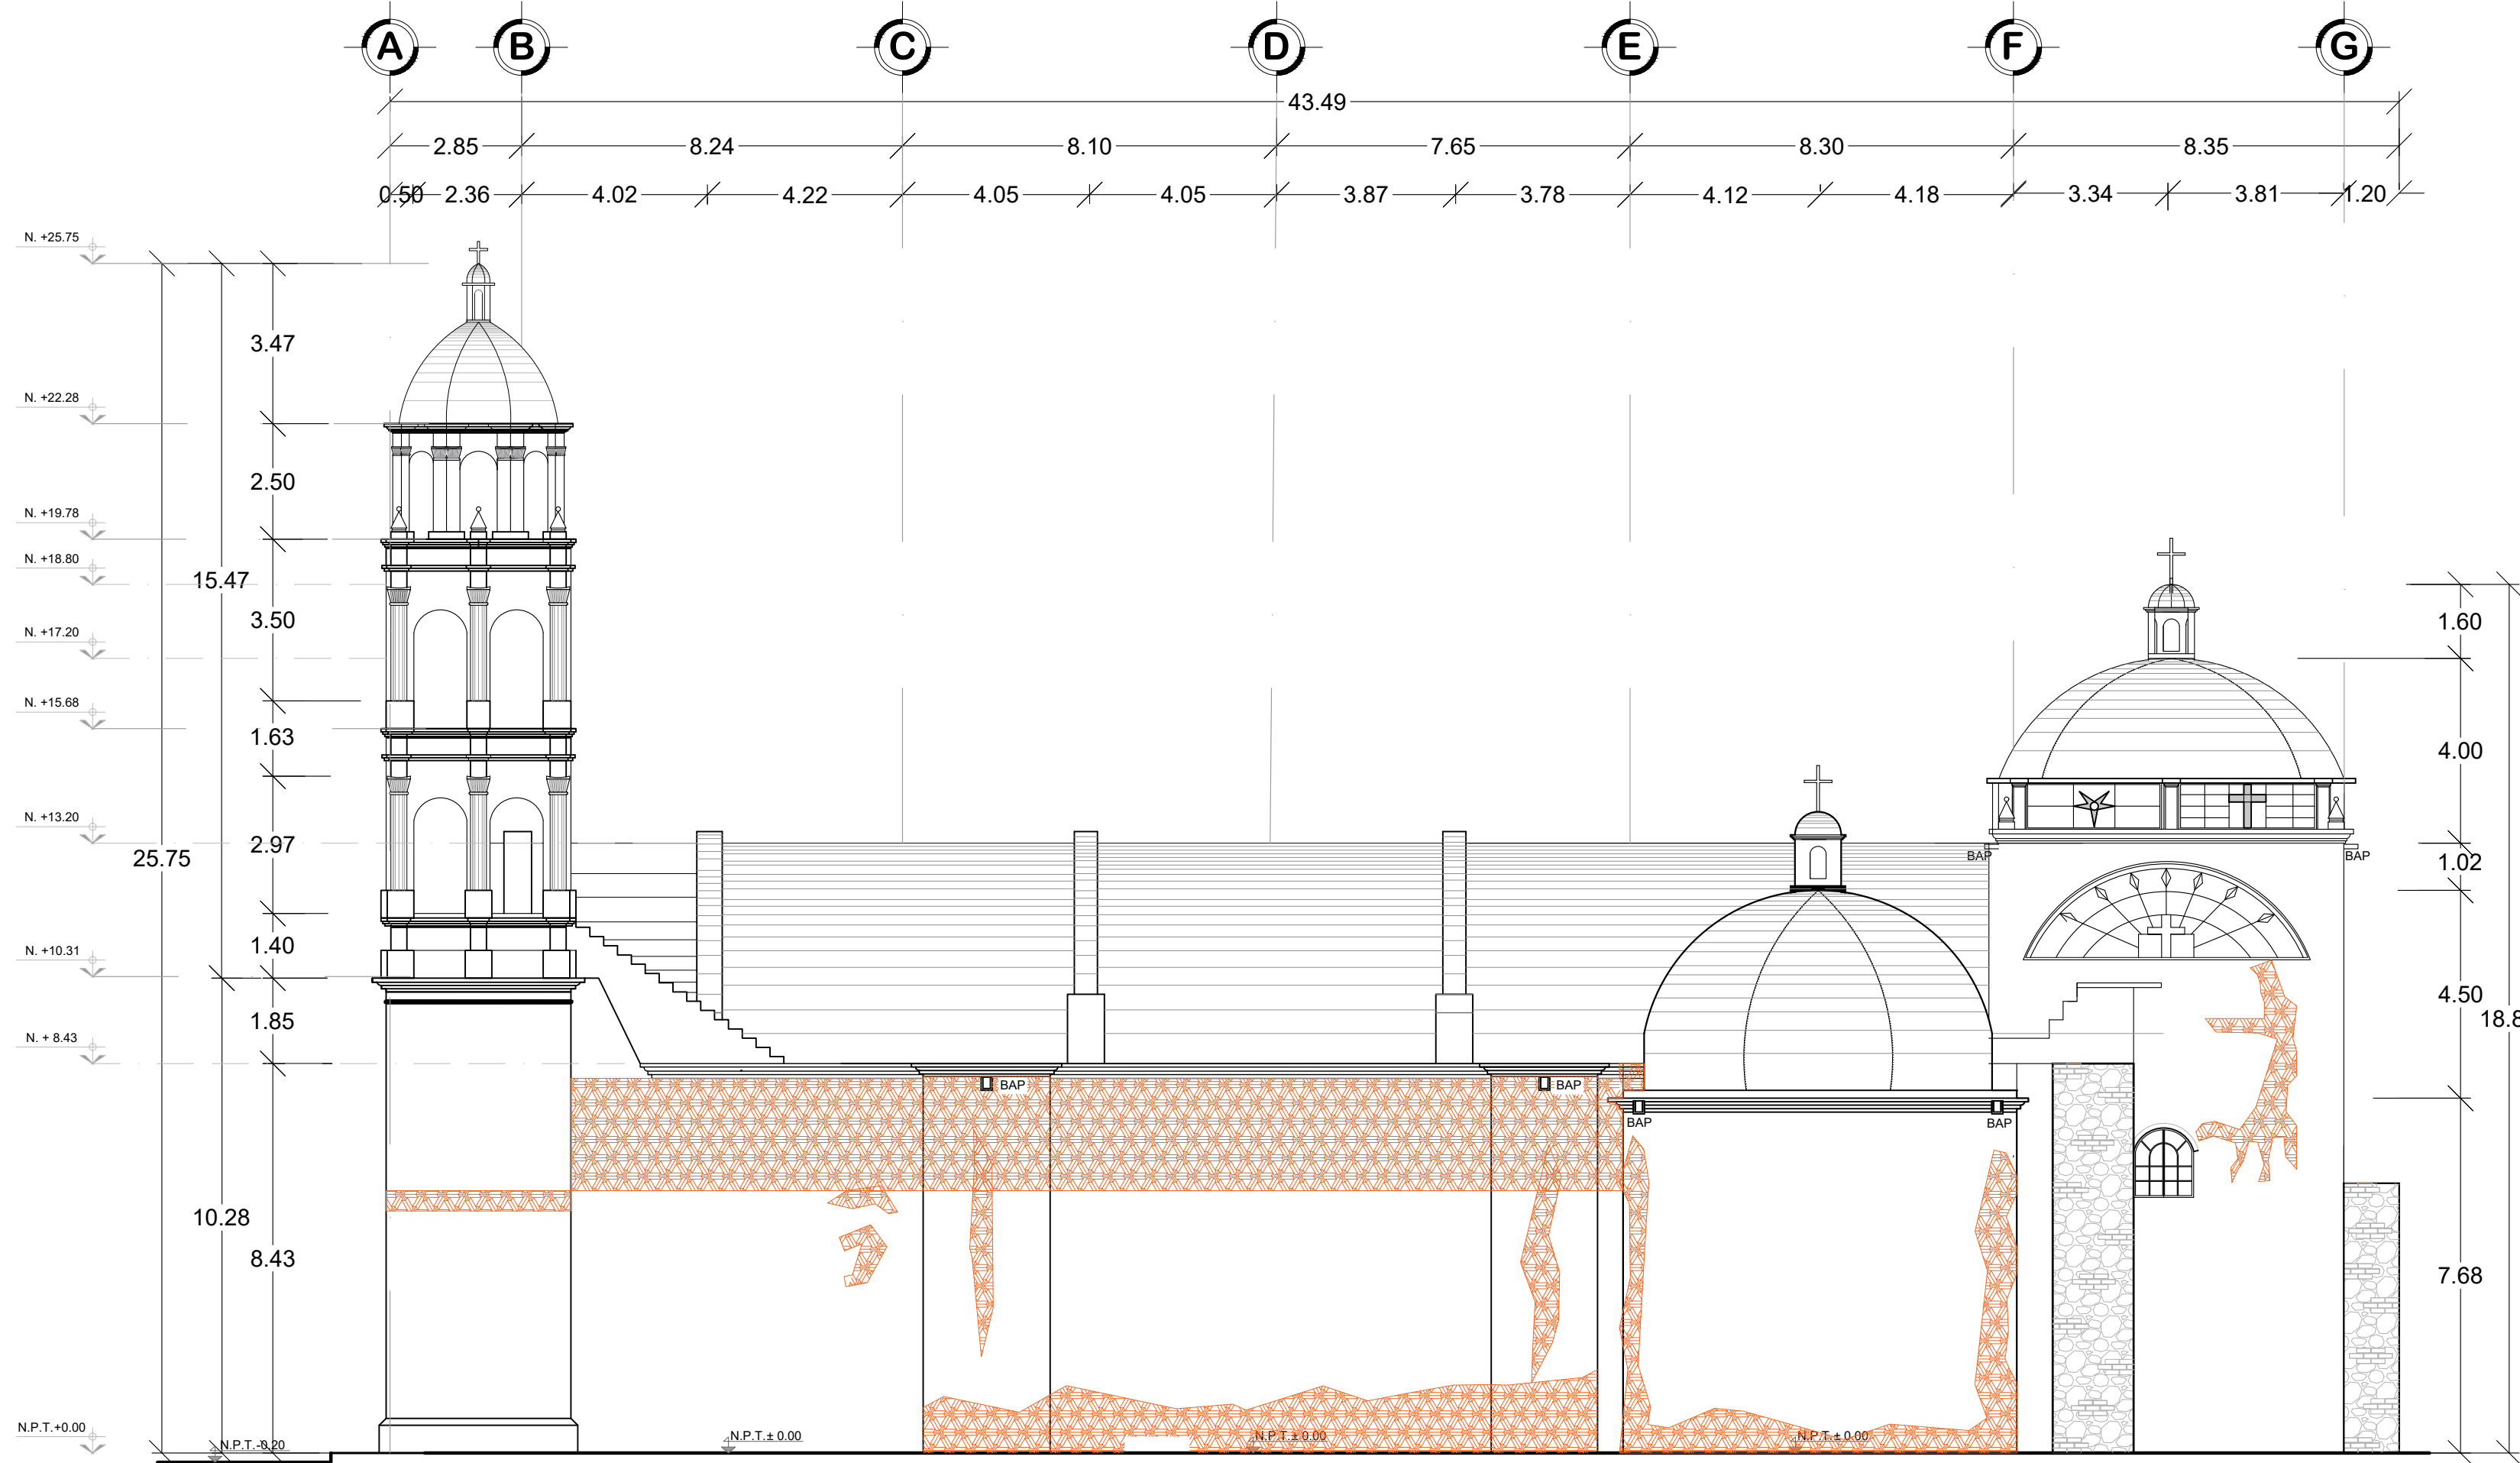 A B C D E F G
43.49
2.85 8.24 8.10 7.65 8.30 8.35
0.50 2.36 4.02 4.22 4.05 4.05 3.87 3.78 4.12 4.18 3.34 3.81 1.20
N. +25.75
3.47
N. +22.28
2.50
N. +19.78
N. +18.80
15.47
3.50
1.60
N. +17.20
N. +15.68
1.63
4.00
N. +13.20
25.75
2.97
BAP BAP
1.02
N. +10.31
1.40
4.50
1.85
18.8
N. + 8.43
BAP BAP
BAP BAP
10.28
8.43
7.68
N.P.T.+0.00
N.P.T.-0.20
N.P.T.± 0.00 N.P.T.± 0.00 N.P.T.± 0.00